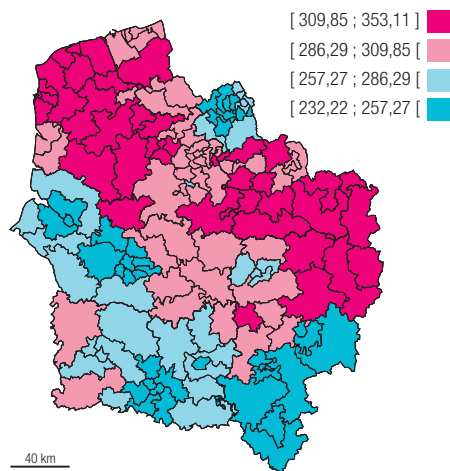 [ 309,85 ; 353,11 ]
[ 286,29 ; 309,85 [
[ 257,27 ; 286,29 [
[ 232,22 ; 257,27 [
40 km